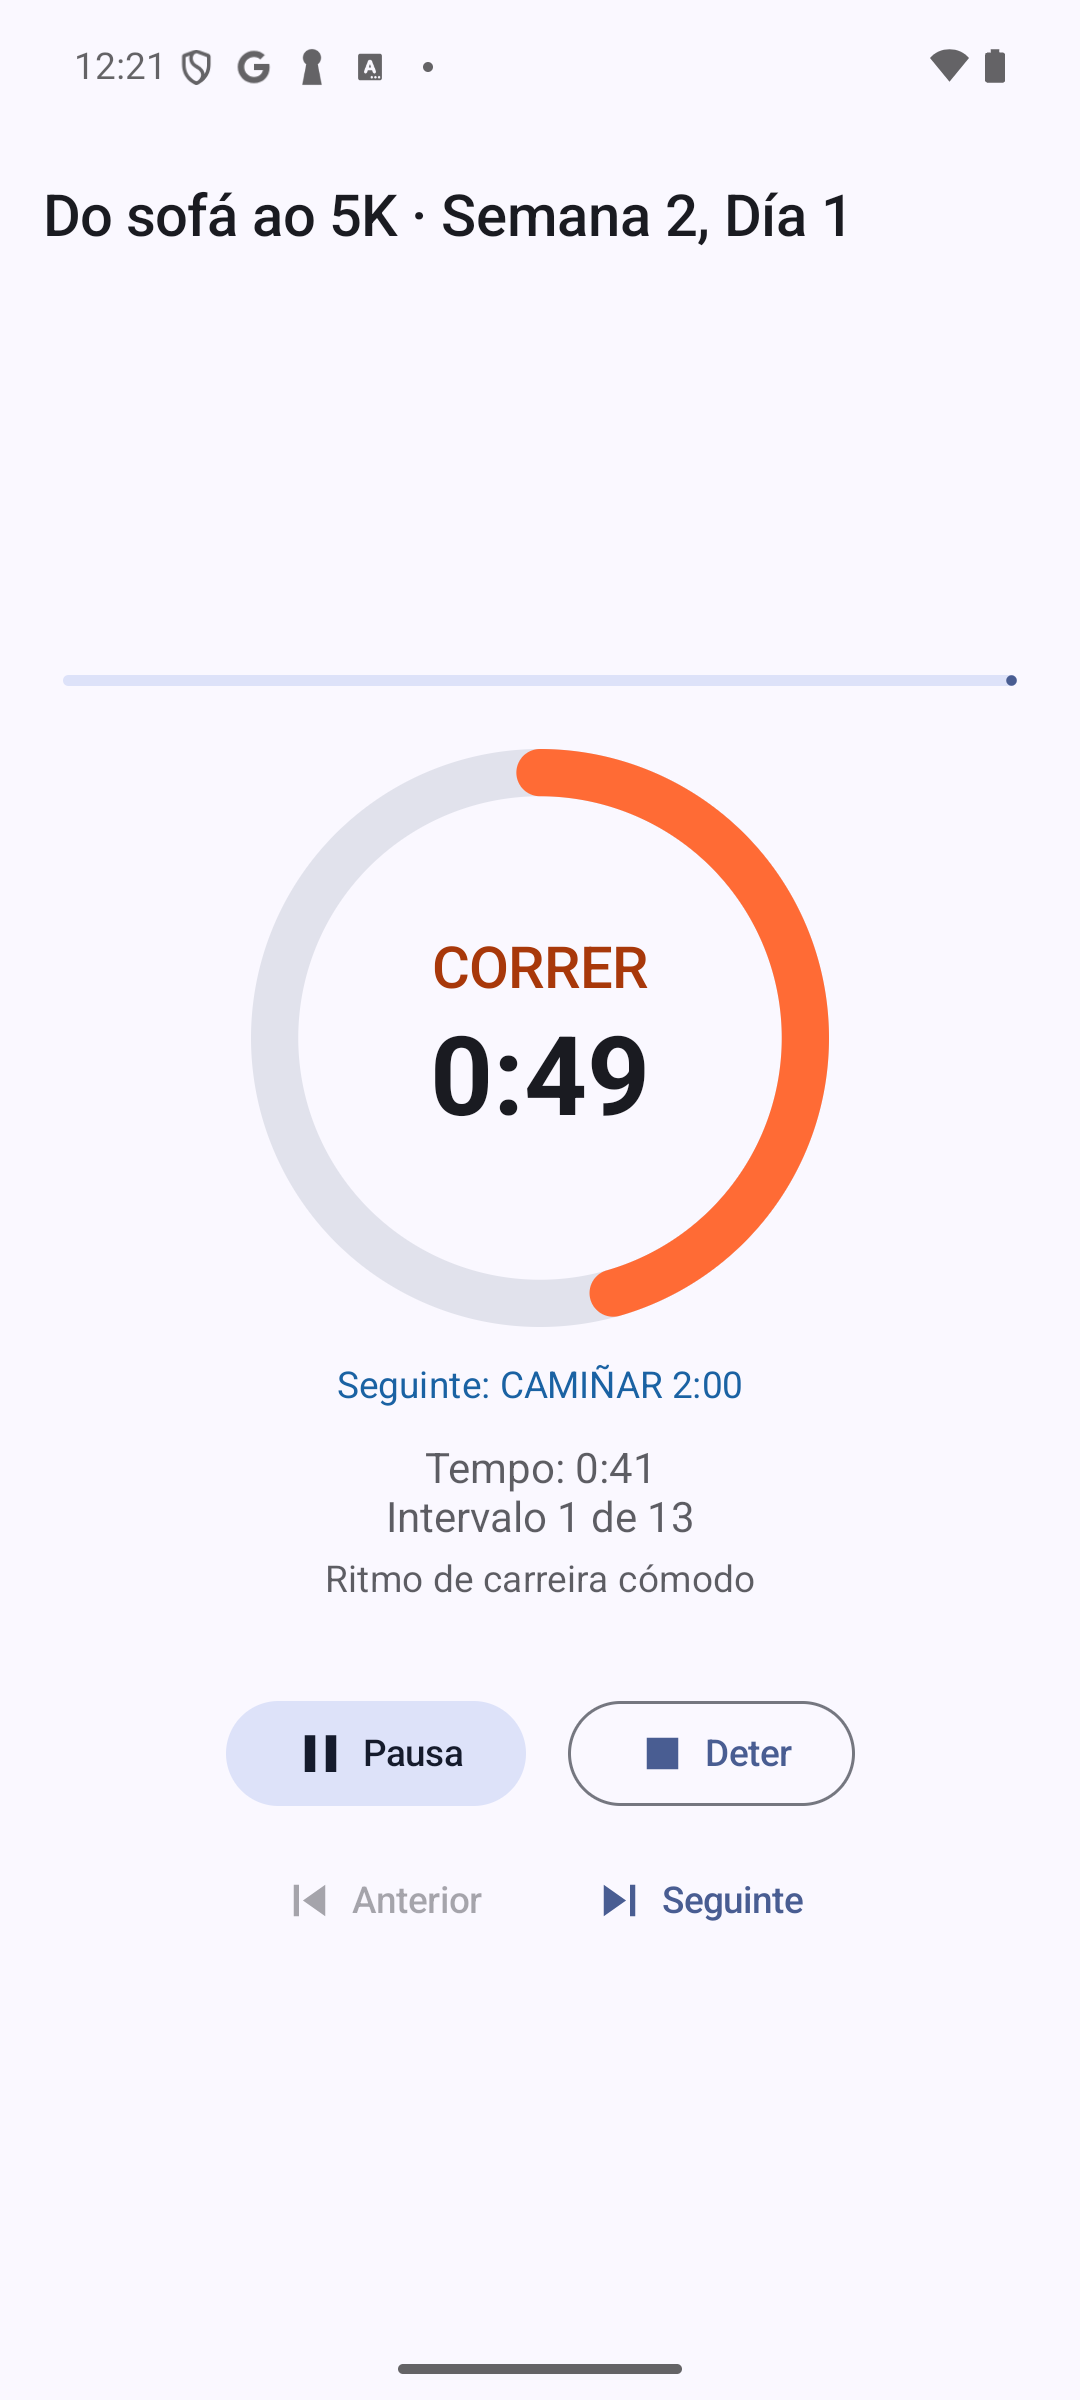 12:21
Do sofá ao 5K · Semana 2, Día 1
CORRER
0:49
Seguinte: CAMIÑAR 2:00
Tempo: 0:41
Intervalo 1 de 13
Ritmo de carreira cómodo
Pausa
Deter
Anterior
Seguinte